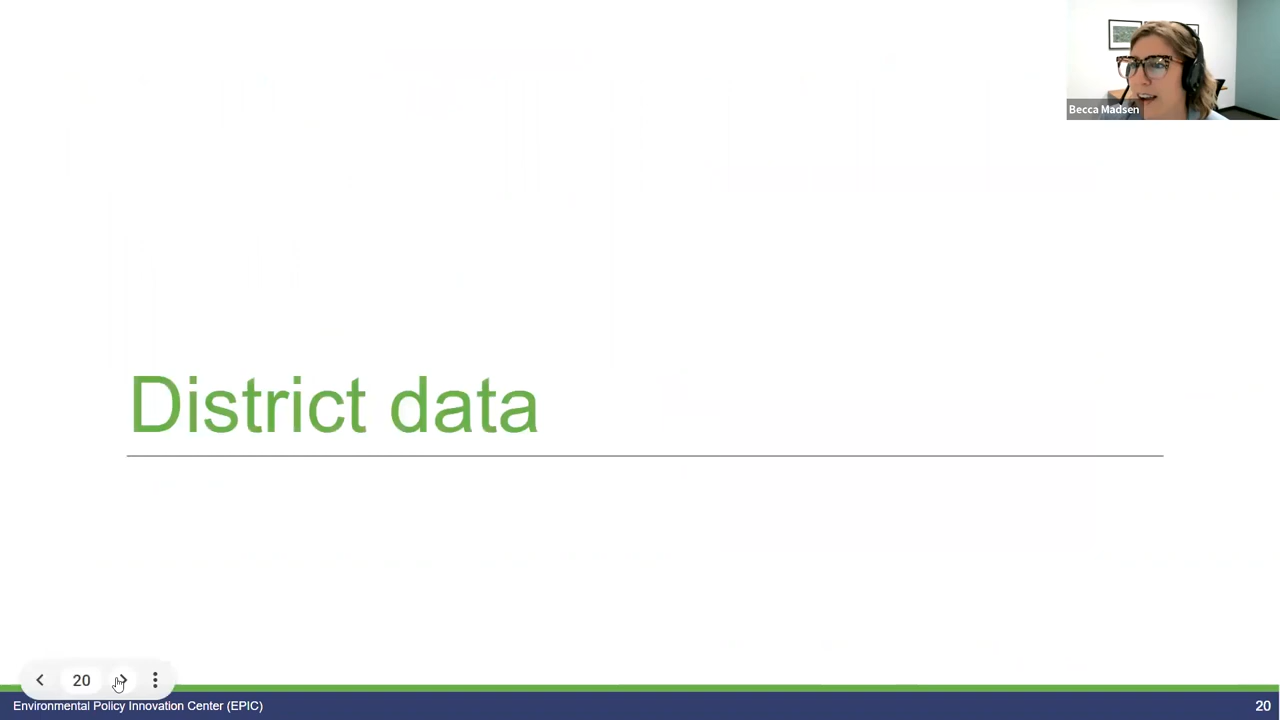 Becca Madsen
District data
20
Environmental Policy Innovation Center (EPIC)
20